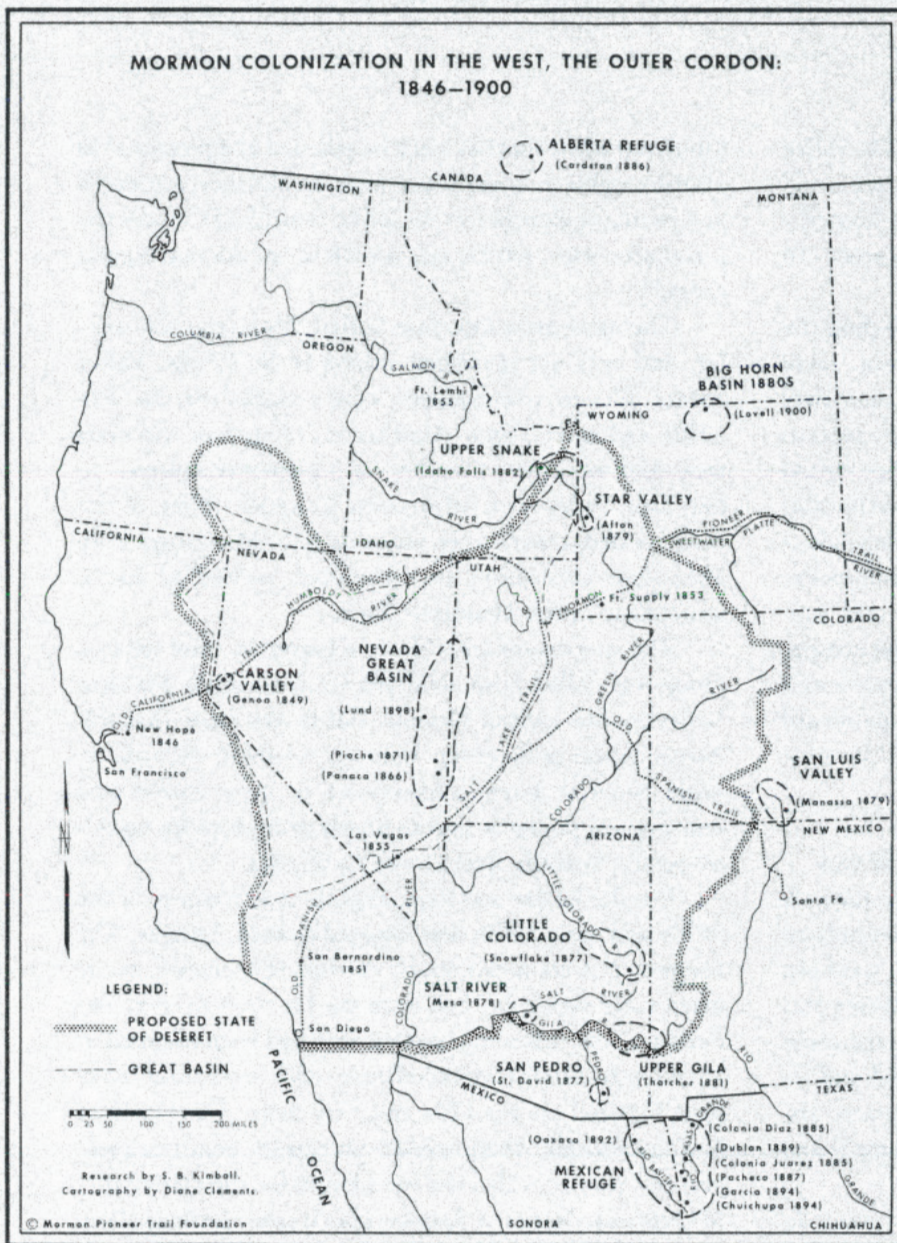 MORMON COLONIZATION IN THE WEST, THE OUTER CORDON:
1846–1900
ALBERTA REFUGE
(Cardston 1886)
WASHINGTON
CANADA
MONTANA
COLUMBIA RIVER
OREGON
SALMON
Ft. Lemhi
1855
BIG HORN
BASIN 1880S
(Lovell 1900)
WYOMING
UPPER SNAKE
(Idaho Falls 1882)
SNAKE
RIVER
STAR VALLEY
(Afton
1879)
PIONEER
PLATTE
TRAIL
RIVER
SWEETWATER
CALIFORNIA
NEVADA
IDAHO
UTAH
HUMBOLDT
RIVER
MORMON
Ft. Supply 1853
COLORADO
NEVADA
GREAT
BASIN
GREEN RIVER
RIVER
CARSON
VALLEY
(Genoa 1849)
OLD
CALIFORNIA
TRAIL
(Lund 1898)
New Hope
1846
San Francisco
(Pioche 1871)
(Panaca 1866)
SALT
LAKE
TRAIL
COLORADO
OLD
SPANISH TRAIL
SAN LUIS
VALLEY
(Manassa 1879)
NEW MEXICO
ARIZONA
Las Vegas
1855
N
RIVER
COLORADO
LITTLE COLORADO
Santa Fe
LITTLE
COLORADO
(Snowflake 1877)
SPANISH
OLD
San Bernardino
1851
SALT RIVER
(Mesa 1878)
SALT RIVER
GILA
San Diego
LEGEND:
PROPOSED STATE
OF DESERET
GREAT BASIN
0 25 50 100 150 200 MILES
PACIFIC
OCEAN
SAN PEDRO
(St. David 1877)
S. PEDRO
UPPER GILA
(Thatcher 1881)
MEXICO
RIO
GRANDE
TEXAS
(Oaxaca 1892)
MEXICAN
REFUGE
RIO BAVISPE
CASAS GRANDE
(Colonia Diaz 1885)
(Dublan 1889)
(Colonia Juarez 1885)
(Pacheco 1887)
(Garcia 1894)
(Chuichupa 1894)
Research by S. B. Kimball.
Cartography by Diane Clements.
© Mormon Pioneer Trail Foundation
SONORA
CHIHUAHUA